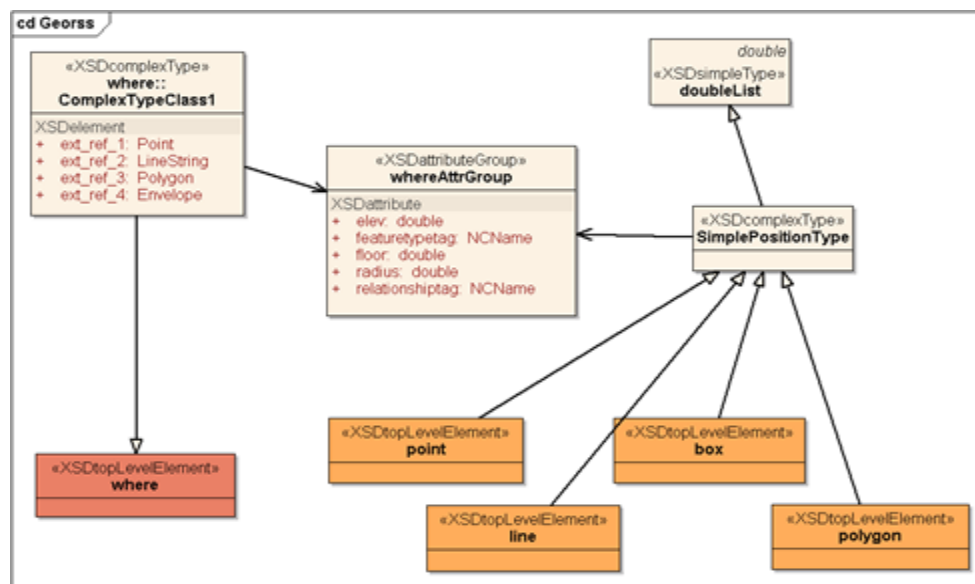 cd Georss
«XSDcomplexType»
where::
ComplexTypeClass1
XSDelement
+ ext_ref_1: Point
+ ext_ref_2: LineString
+ ext_ref_3: Polygon
+ ext_ref_4: Envelope
«XSDattributeGroup»
whereAttrGroup
XSDattribute
+ elev: double
+ featuretypetag: NCName
+ floor: double
+ radius: double
+ relationshiptag: NCName
double
«XSDsimpleType»
doubleList
«XSDcomplexType»
SimplePositionType
«XSDtopLevelElement»
where
«XSDtopLevelElement»
point
«XSDtopLevelElement»
box
«XSDtopLevelElement»
line
«XSDtopLevelElement»
polygon